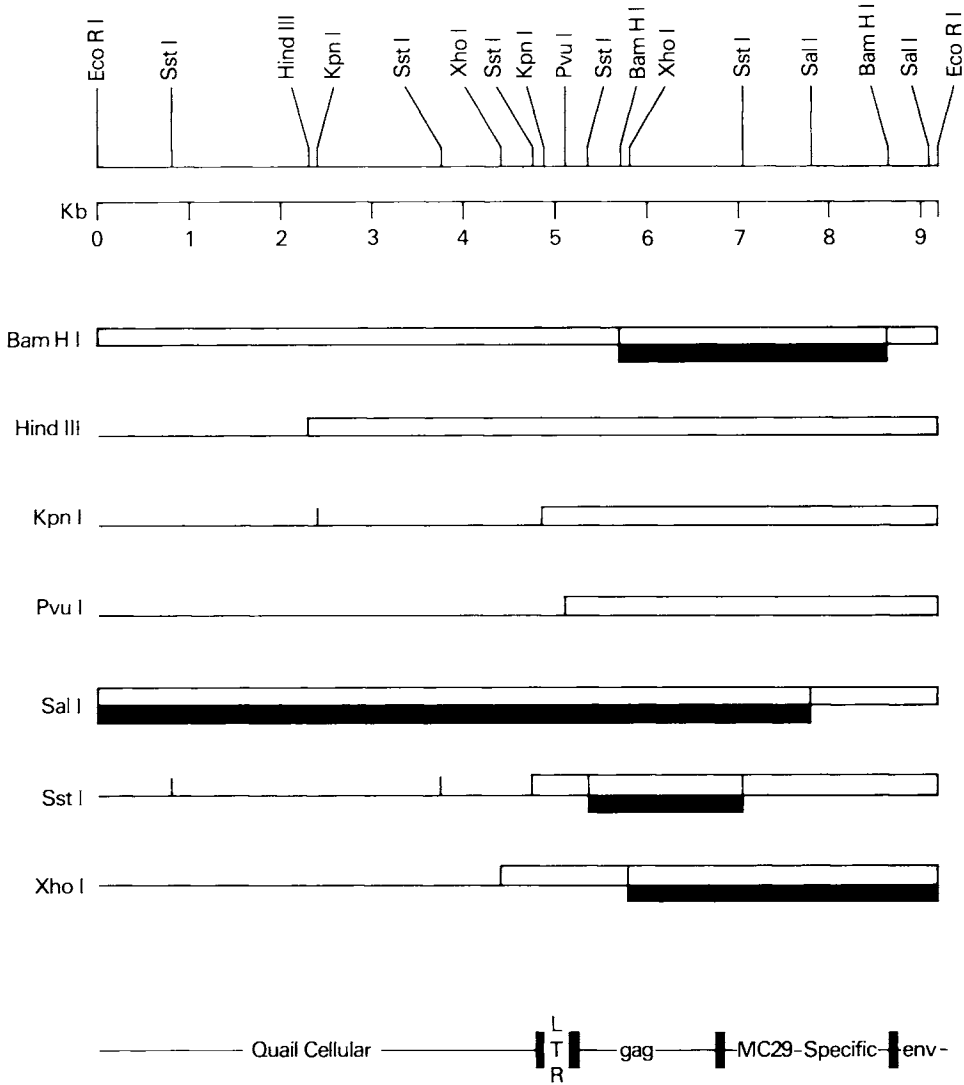 Eco R I
Sst I
Hind III
Kpn I
Sst I
Xho I
Sst I
Kpn I
Pvu I
Sst I
Bam H I
Xho I
Sst I
Sal I
Bam H I
Sal I
Eco R I
Kb
0 1 2 3 4 5 6 7 8 9
Bam H I
Hind III
Kpn I
Pvu I
Sal I
Sst I
Xho I
Quail Cellular LTR gag MC29-Specific env